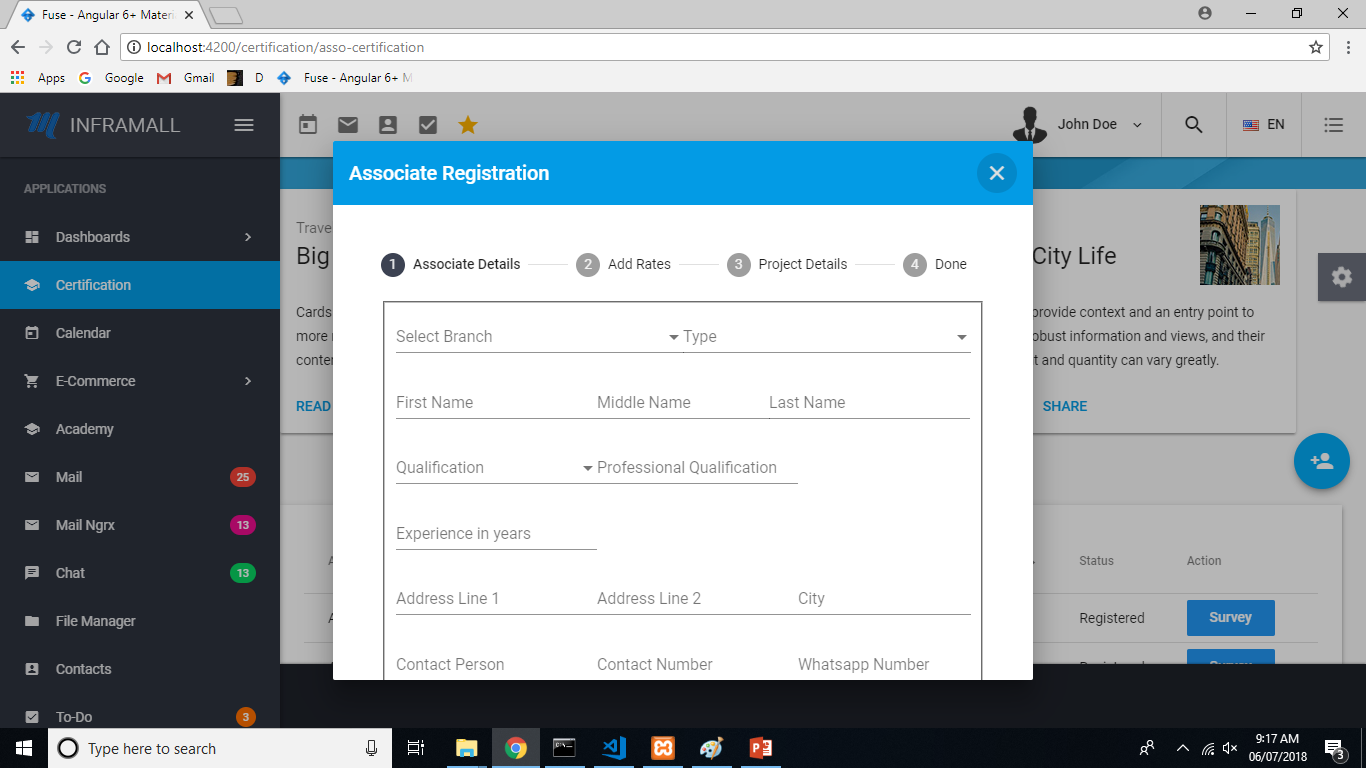 Fuse - Angular 6+ Materi
localhost:4200/certification/asso-certification
Apps Google Gmail D Fuse - Angular 6+ M
INFRAMALL
John Doe
EN
APPLICATIONS
Dashboards
Certification
Calendar
E-Commerce
Academy
Mail 25
Mail Ngrx 13
Chat 13
File Manager
Contacts
To-Do 3
Associate Registration
1 Associate Details 2 Add Rates 3 Project Details 4 Done
Select Branch Type
First Name Middle Name Last Name
Qualification Professional Qualification
Experience in years
Address Line 1 Address Line 2 City
Contact Person Contact Number Whatsapp Number
Trave
Big
Cards
more
conter
READ
City Life
provide context and an entry point to
obust information and views, and their
t and quantity can vary greatly.
SHARE
Status Action
Registered Survey
Registered Survey
Type here to search
9:17 AM
06/07/2018
3